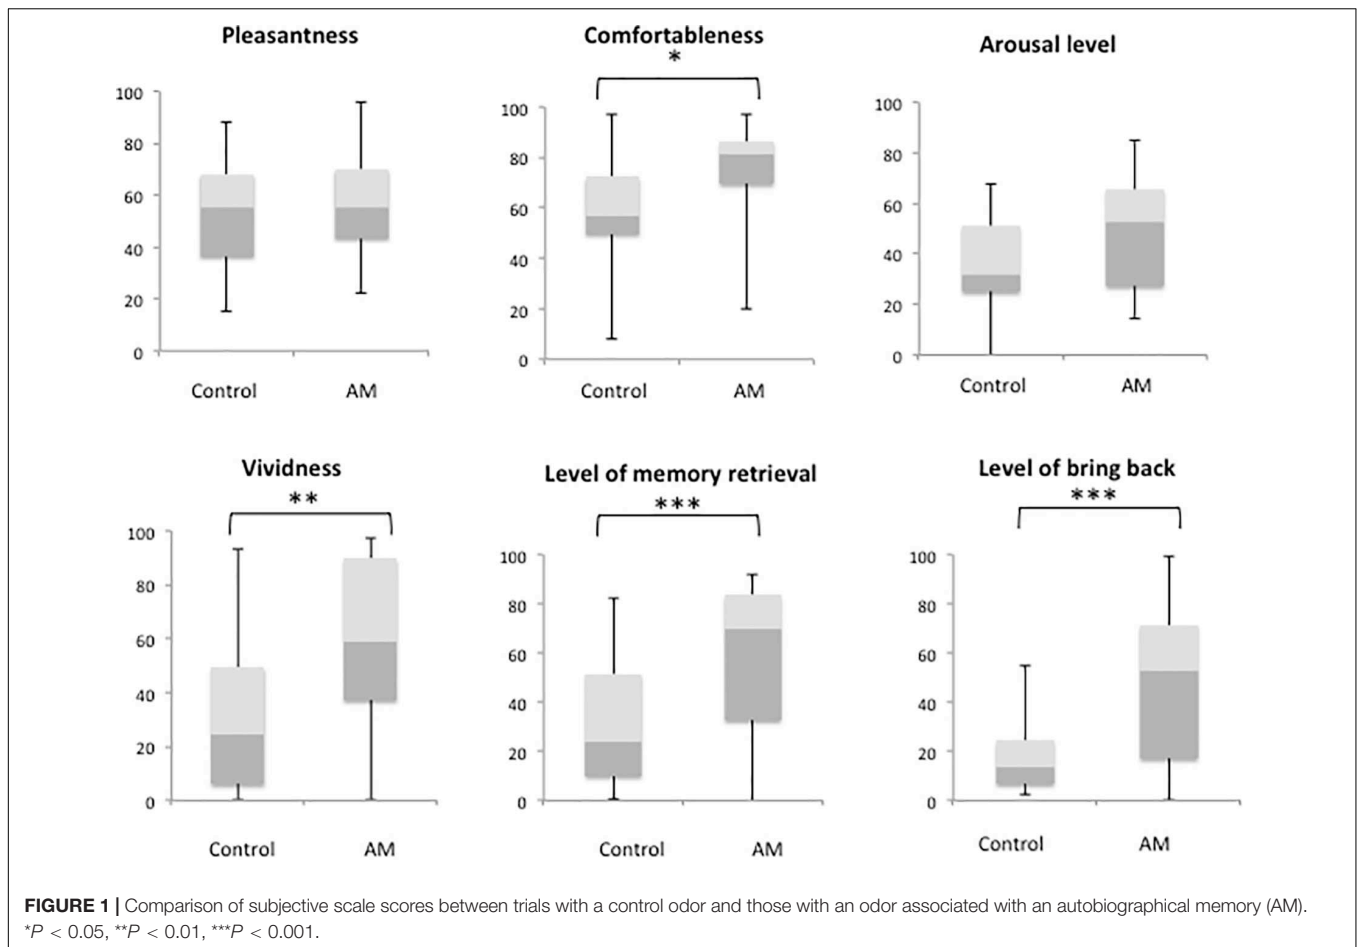 Pleasantness
100
80
60
40
20
0
Control AM
Comfortableness
*
100
80
60
40
20
0
Control AM
Arousal level
100
80
60
40
20
0
Control AM
Vividness
**
100
80
60
40
20
0
Control AM
Level of memory retrieval
***
100
80
60
40
20
0
Control AM
Level of bring back
***
100
80
60
40
20
0
Control AM
FIGURE 1 | Comparison of subjective scale scores between trials with a control odor and those with an odor associated with an autobiographical memory (AM).
*P < 0.05, **P < 0.01, ***P < 0.001.